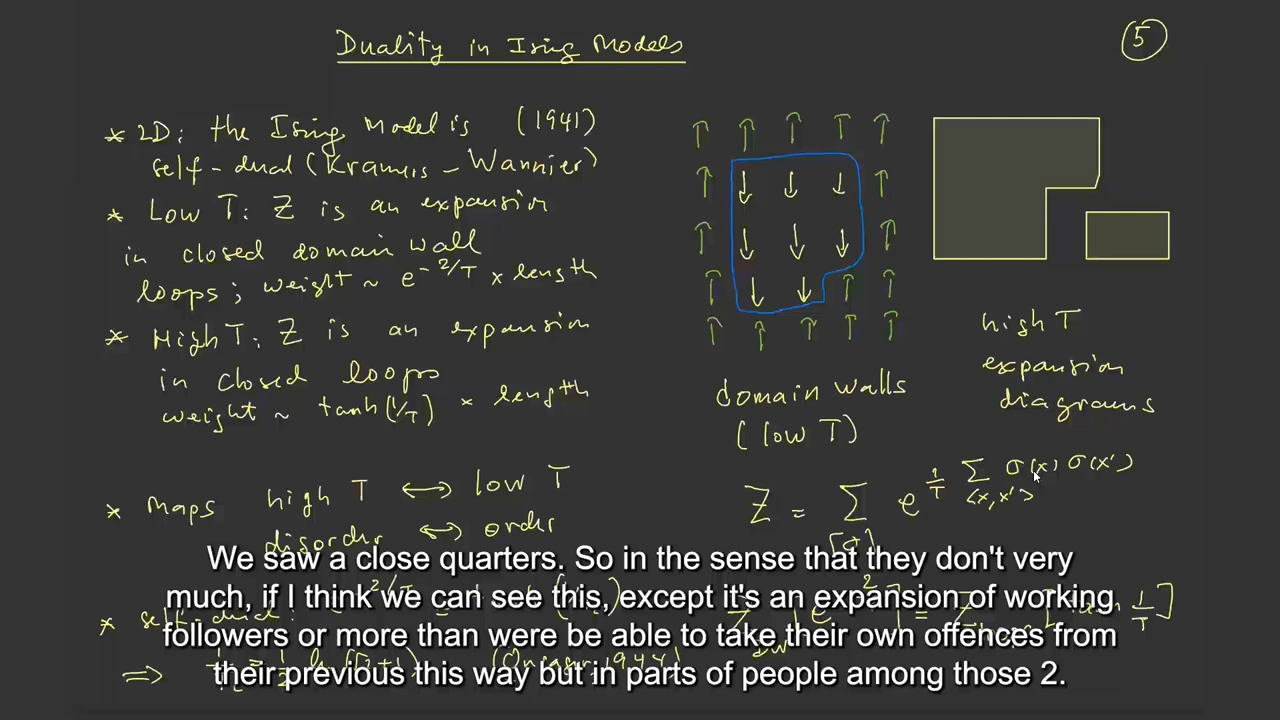 Duality in Ising Models
5
* 2D: the Ising Model is (1941)
self-dual (Kramers-Wannier)
* Low T: Z is an expansion
in closed domain wall
loops; weight ~ e^{-2/T} x length
* High T: Z is an expansion
in closed loops
weight ~ tanh(1/T) x length
* Maps high T ↔ low T
disorder ↔ order
* self-dual:
⇒ (Onsager, 1944)
domain walls
(low T)
high T
expansion
diagrams
Z = Σ e^{1/T Σ_{<x,x'>} σ(x) σ(x')}
We saw a close quarters. So in the sense that they don't very
much, if I think we can see this, except it's an expansion of working
followers or more than were be able to take their own offences from
their previous this way but in parts of people among those 2.